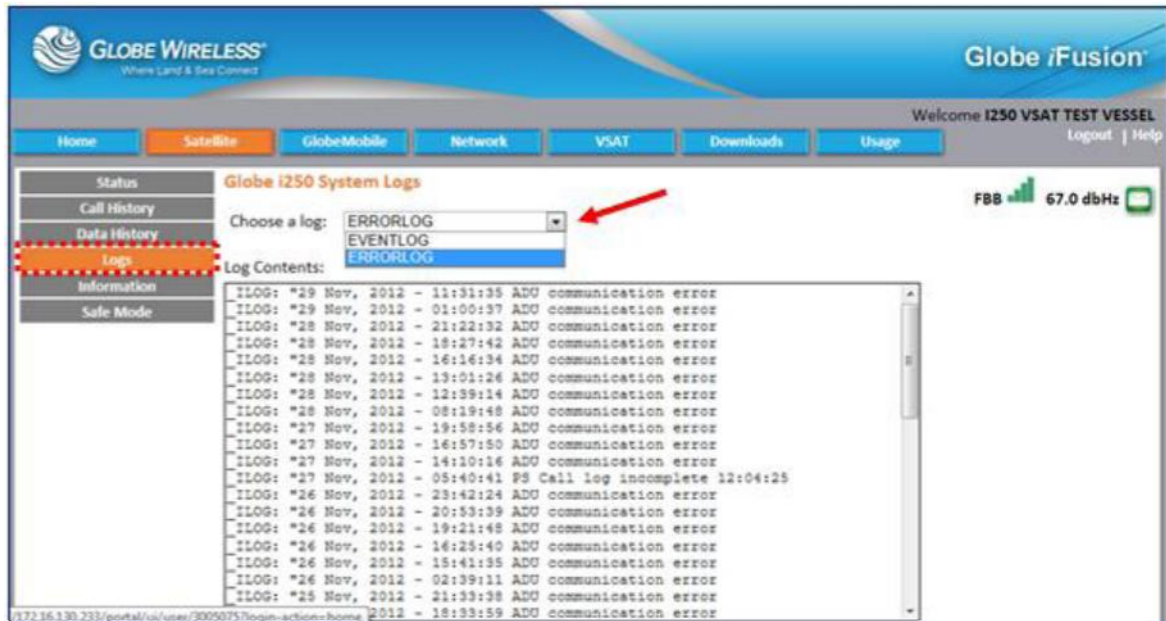 GLOBE WIRELESS®
Where Land & Sea Connect
Globe iFusion
Welcome I250 VSAT TEST VESSEL
Home Satellite GlobeMobile Network VSAT Downloads Usage Logout | Help
Status
Call History
Data History
Logs
Information
Safe Mode
Globe i250 System Logs
FBB 67.0 dbHz
Choose a log: ERRORLOG
EVENTLOG
ERRORLOG
Log Contents:
_ILOG: "29 Nov, 2012 - 11:31:35 ADU communication error
_ILOG: "29 Nov, 2012 - 01:00:37 ADU communication error
_ILOG: "28 Nov, 2012 - 21:22:32 ADU communication error
_ILOG: "28 Nov, 2012 - 18:27:42 ADU communication error
_ILOG: "28 Nov, 2012 - 16:16:34 ADU communication error
_ILOG: "28 Nov, 2012 - 13:01:26 ADU communication error
_ILOG: "28 Nov, 2012 - 12:39:14 ADU communication error
_ILOG: "28 Nov, 2012 - 08:19:48 ADU communication error
_ILOG: "27 Nov, 2012 - 19:58:56 ADU communication error
_ILOG: "27 Nov, 2012 - 16:57:50 ADU communication error
_ILOG: "27 Nov, 2012 - 14:10:16 ADU communication error
_ILOG: "27 Nov, 2012 - 05:40:41 PS Call log incomplete 12:04:25
_ILOG: "26 Nov, 2012 - 23:42:24 ADU communication error
_ILOG: "26 Nov, 2012 - 20:53:39 ADU communication error
_ILOG: "26 Nov, 2012 - 19:21:48 ADU communication error
_ILOG: "26 Nov, 2012 - 16:25:40 ADU communication error
_ILOG: "26 Nov, 2012 - 15:41:35 ADU communication error
_ILOG: "26 Nov, 2012 - 02:39:11 ADU communication error
_ILOG: "25 Nov, 2012 - 21:33:38 ADU communication error
/172.16.130.233/portal/ui/user/3005075?login-action=home 2012 - 18:33:59 ADU communication error